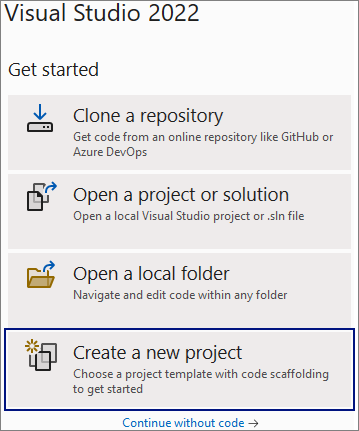 Visual Studio 2022
Get started
Clone a repository
Get code from an online repository like GitHub or
Azure DevOps
Open a project or solution
Open a local Visual Studio project or .sln file
Open a local folder
Navigate and edit code within any folder
Create a new project
Choose a project template with code scaffolding
to get started
Continue without code →